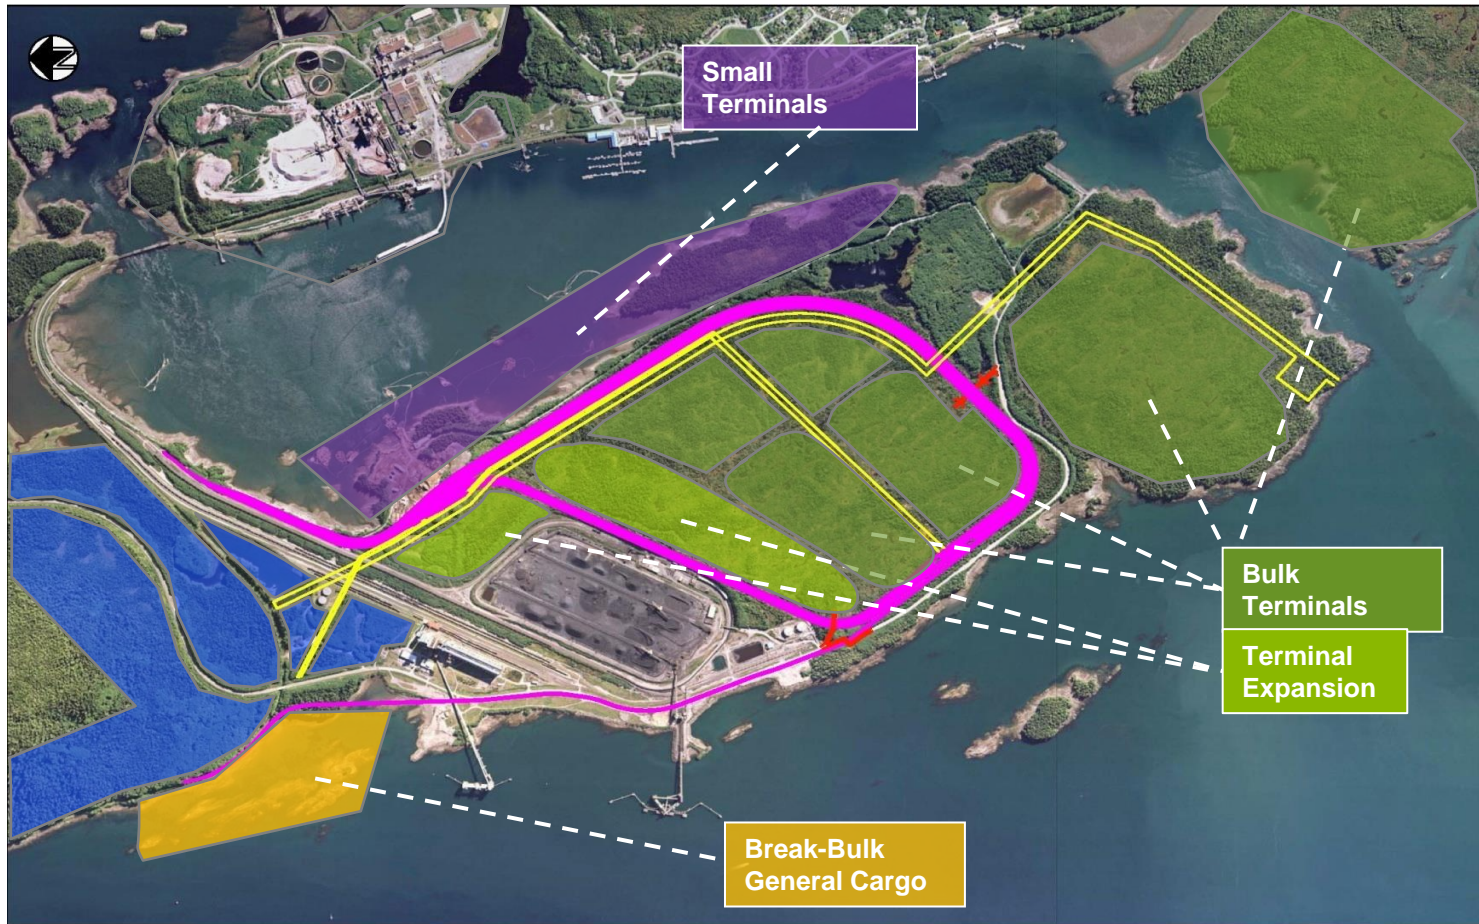 N
Small
Terminals
Bulk
Terminals
Terminal
Expansion
Break-Bulk
General Cargo